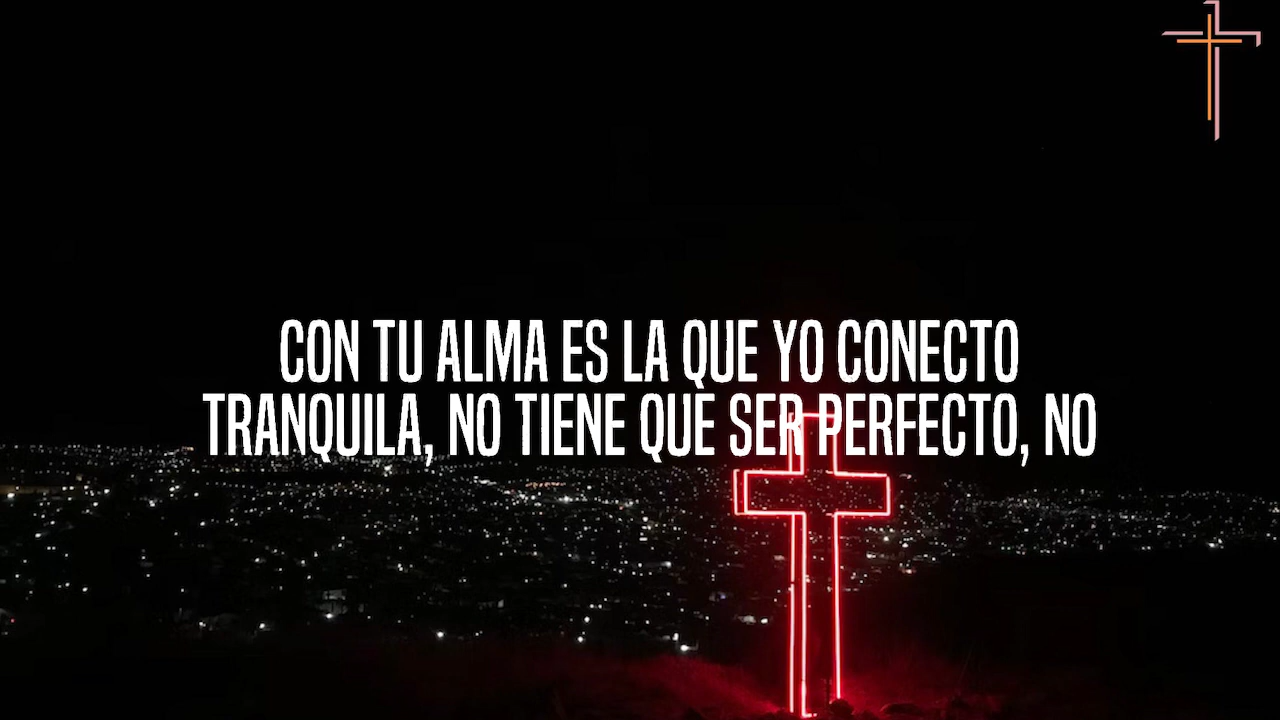 CON TU ALMA ES LA QUE YO CONECTO
TRANQUILA, NO TIENE QUE SER PERFECTO, NO